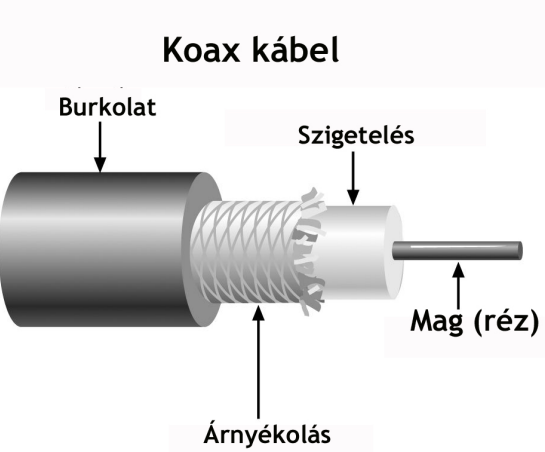 Koax kábel
Burkolat
Szigetelés
Mag (réz)
Árnyékolás